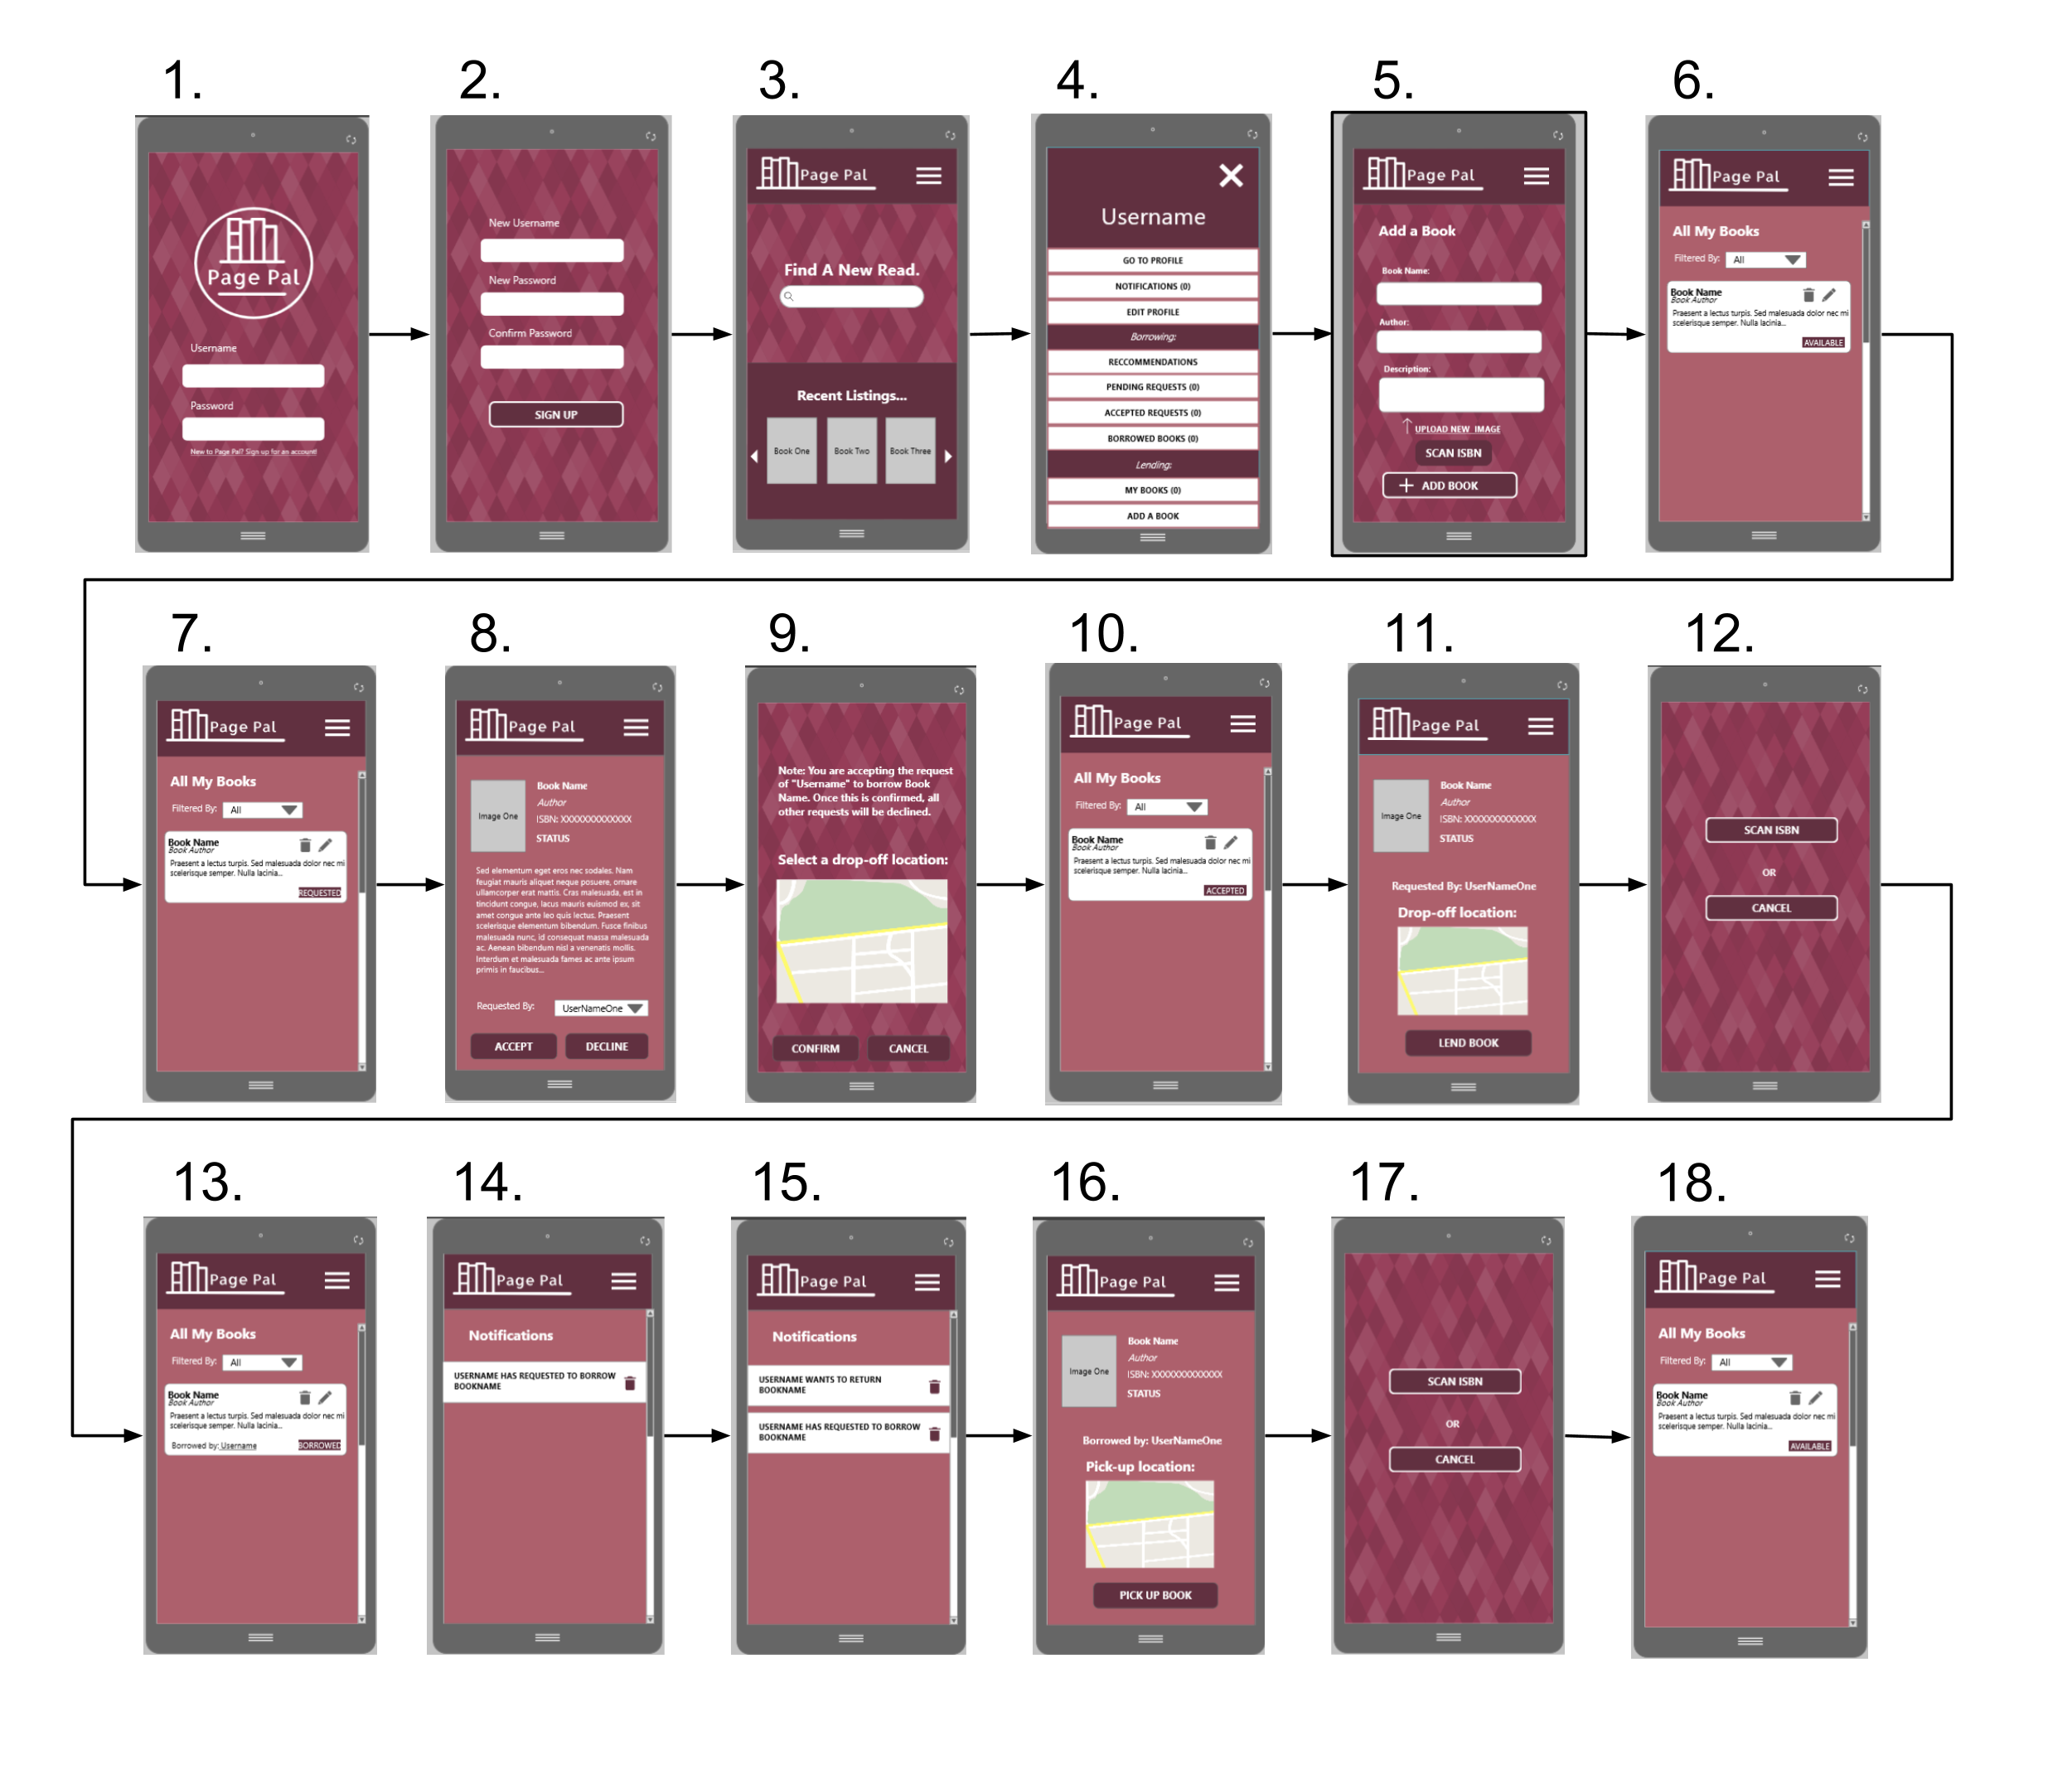 1.
Page Pal
Username
Password
New to Page Pal? Sign up for an account!
2.
New Username
New Password
Confirm Password
SIGN UP
3.
Page Pal
Find A New Read.
Recent Listings...
Book One
Book Two
Book Three
4.
Username
GO TO PROFILE
NOTIFICATIONS (0)
EDIT PROFILE
Borrowing:
RECCOMMENDATIONS
PENDING REQUESTS (0)
ACCEPTED REQUESTS (0)
BORROWED BOOKS (0)
Lending:
MY BOOKS (0)
ADD A BOOK
5.
Page Pal
Add a Book
Book Name:
Author:
Description:
UPLOAD NEW IMAGE
SCAN ISBN
ADD BOOK
6.
Page Pal
All My Books
Filtered By: All
Book Name
Book Author
Praesent a lectus turpis. Sed malesuada dolor nec mi
scelerisque semper. Nulla lacinia...
AVAILABLE
7.
Page Pal
All My Books
Filtered By: All
Book Name
Book Author
Praesent a lectus turpis. Sed malesuada dolor nec mi
scelerisque semper. Nulla lacinia...
REQUESTED
8.
Page Pal
Image One
Book Name
Author
ISBN: XXXXXXXXXXXXX
STATUS
Sed elementum eget eros nec sodales. Nam
feugiat mauris aliquet neque posuere, ornare
ullamcorper erat mattis. Cras malesuada, est in
tincidunt congue, lacus mauris euismod ex, sit
amet congue ante leo quis lectus. Praesent
scelerisque elementum bibendum. Fusce finibus
malesuada nunc, id consequat massa malesuada
ac. Aenean bibendum nisl a venenatis mollis.
Interdum et malesuada fames ac ante ipsum
primis in faucibus...
Requested By: UserNameOne
ACCEPT
DECLINE
9.
Note: You are accepting the request
of "Username" to borrow Book
Name. Once this is confirmed, all
other requests will be declined.
Select a drop-off location:
CONFIRM
CANCEL
10.
Page Pal
All My Books
Filtered By: All
Book Name
Book Author
Praesent a lectus turpis. Sed malesuada dolor nec mi
scelerisque semper. Nulla lacinia...
ACCEPTED
11.
Page Pal
Image One
Book Name
Author
ISBN: XXXXXXXXXXXXX
STATUS
Requested By: UserNameOne
Drop-off location:
LEND BOOK
12.
SCAN ISBN
OR
CANCEL
13.
Page Pal
All My Books
Filtered By: All
Book Name
Book Author
Praesent a lectus turpis. Sed malesuada dolor nec mi
scelerisque semper. Nulla lacinia...
Borrowed by: Username
BORROWED
14.
Page Pal
Notifications
USERNAME HAS REQUESTED TO BORROW
BOOKNAME
15.
Page Pal
Notifications
USERNAME WANTS TO RETURN
BOOKNAME
USERNAME HAS REQUESTED TO BORROW
BOOKNAME
16.
Page Pal
Image One
Book Name
Author
ISBN: XXXXXXXXXXXXX
STATUS
Borrowed by: UserNameOne
Pick-up location:
PICK UP BOOK
17.
SCAN ISBN
OR
CANCEL
18.
Page Pal
All My Books
Filtered By: All
Book Name
Book Author
Praesent a lectus turpis. Sed malesuada dolor nec mi
scelerisque semper. Nulla lacinia...
AVAILABLE